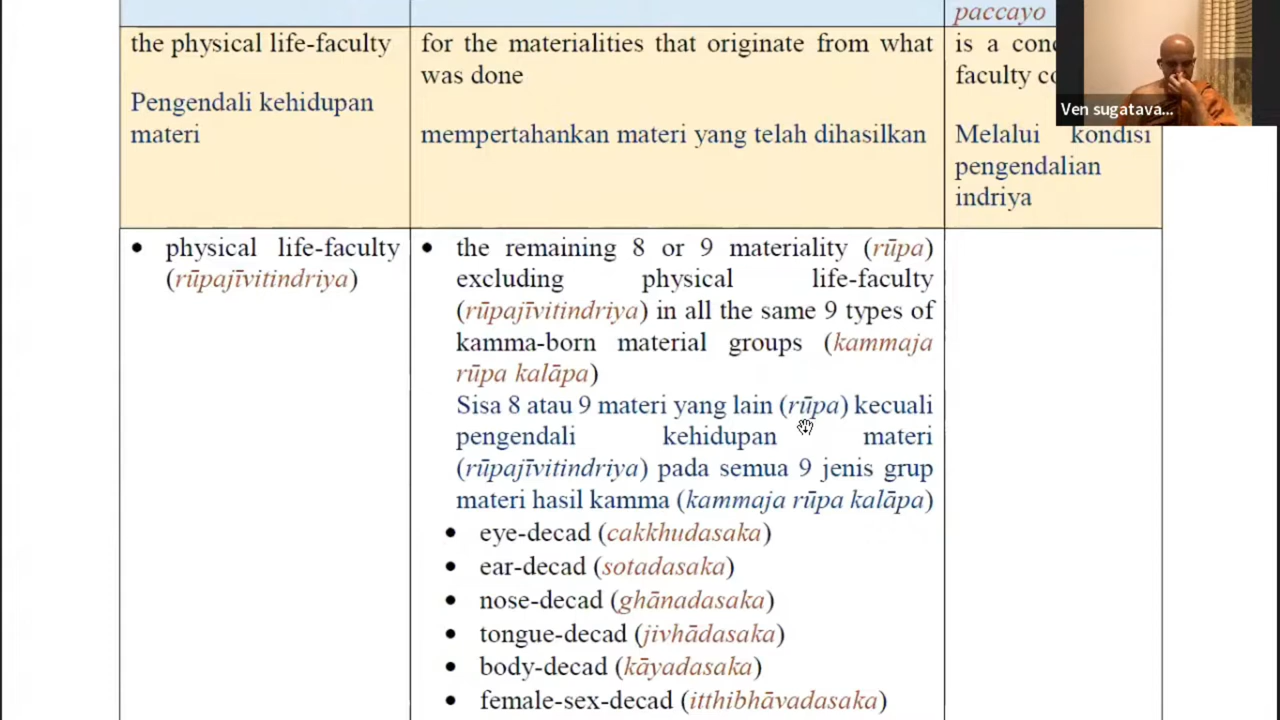 paccayo
the physical life-faculty
Pengendali kehidupan
materi
for the materialities that originate from what
was done
mempertahankan materi yang telah dihasilkan
is a
faculty
Melalui kondisi
pengendalian
indriya
Ven sugatava...
• physical life-faculty
(rūpajīvitindriya)
• the remaining 8 or 9 materiality (rūpa)
excluding physical life-faculty
(rūpajīvitindriya) in all the same 9 types of
kamma-born material groups (kammaja
rūpa kalāpa)
Sisa 8 atau 9 materi yang lain (rūpa) kecuali
pengendali kehidupan materi
(rūpajīvitindriya) pada semua 9 jenis grup
materi hasil kamma (kammaja rūpa kalāpa)
• eye-decad (cakkhudasaka)
• ear-decad (sotadasaka)
• nose-decad (ghānadasaka)
• tongue-decad (jivhādasaka)
• body-decad (kāyadasaka)
• female-sex-decad (itthibhāvadasaka)